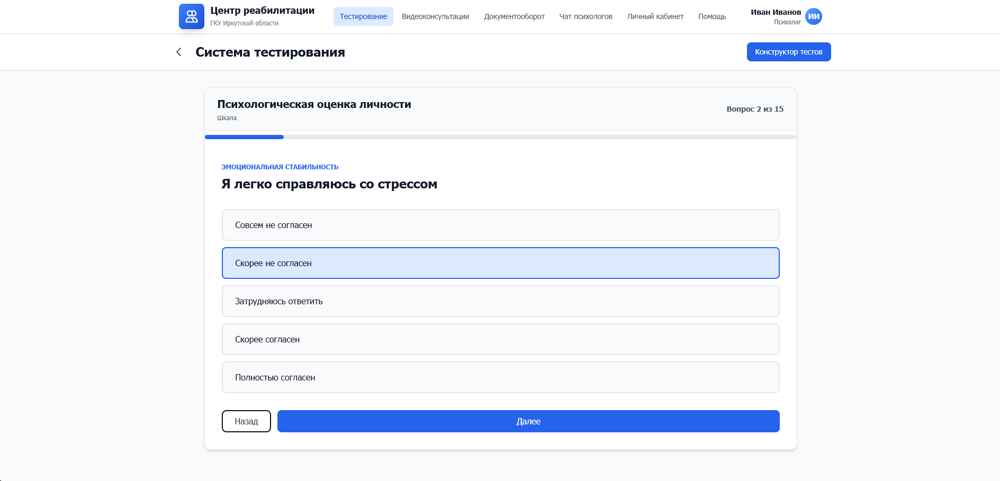 Центр реабилитации
ГКУ Иркутской области
Тестирование
Видеоконсультации
Документооборот
Чат психологов
Личный кабинет
Помощь
Иван Иванов
Психолог
ИИ
Система тестирования
Конструктор тестов
Психологическая оценка личности
Шкала
Вопрос 2 из 15
ЭМОЦИОНАЛЬНАЯ СТАБИЛЬНОСТЬ
Я легко справляюсь со стрессом
Совсем не согласен
Скорее не согласен
Затрудняюсь ответить
Скорее согласен
Полностью согласен
Назад
Далее